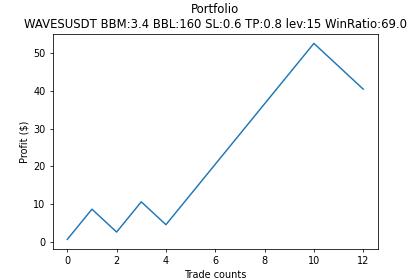 Portfolio
WAVESUSDT BBM:3.4 BBL:160 SL:0.6 TP:0.8 lev:15 WinRatio:69.0
50
40
30
20
10
0
Profit ($)
0 2 4 6 8 10 12
Trade counts